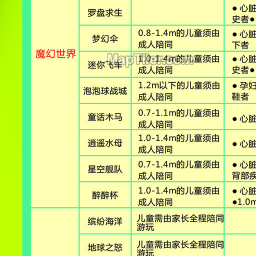 罗盘求生
史者●
梦幻伞
0.8-1.4m的儿童须由
成人陪同
● 心脏
下者
魔幻世界
迷你飞车
1.0-1.4m的儿童须由
成人陪同
● 心脏
史者●
泡泡球战城
1.2m以下的儿童须由
成人陪同
● 孕妇
鞋者
童话木马
0.7-1.1m的儿童须由
成人陪同
● 心脏
逍遥水母
1.0-1.4m的儿童须由
成人陪同
● 心脏
星空舰队
0.7-1.4m的儿童须由
成人陪同
● 心脏
背部疾
醉醉杯
1.0-1.4m的儿童须由
成人陪同
● 心脏
●1.0m
缤纷海洋
儿童需由家长全程陪同
游玩
地球之怒
儿童需由家长全程陪同
游玩